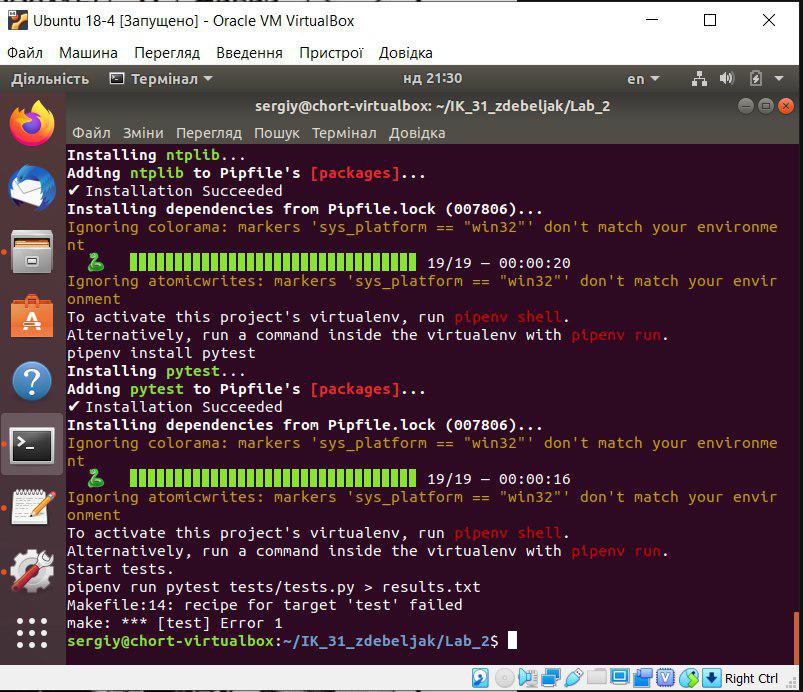 Ubuntu 18-4 [Запущено] - Oracle VM VirtualBox
Файл Машина Перегляд Введення Пристрої Довідка
Діяльність Термінал нд 21:30 en
sergiy@chort-virtualbox: ~/IK_31_zdebeljak/Lab_2
Файл Зміни Перегляд Пошук Термінал Довідка
Installing ntplib...
Adding ntplib to Pipfile's [packages]...
✔ Installation Succeeded
Installing dependencies from Pipfile.lock (007806)...
Ignoring colorama: markers 'sys_platform == "win32"' don't match your environme
nt
19/19 — 00:00:20
Ignoring atomicwrites: markers 'sys_platform == "win32"' don't match your envir
onment
To activate this project's virtualenv, run pipenv shell.
Alternatively, run a command inside the virtualenv with pipenv run.
pipenv install pytest
Installing pytest...
Adding pytest to Pipfile's [packages]...
✔ Installation Succeeded
Installing dependencies from Pipfile.lock (007806)...
Ignoring colorama: markers 'sys_platform == "win32"' don't match your environme
nt
19/19 — 00:00:16
Ignoring atomicwrites: markers 'sys_platform == "win32"' don't match your envir
onment
To activate this project's virtualenv, run pipenv shell.
Alternatively, run a command inside the virtualenv with pipenv run.
Start tests.
pipenv run pytest tests/tests.py > results.txt
Makefile:14: recipe for target 'test' failed
make: *** [test] Error 1
sergiy@chort-virtualbox:~/IK_31_zdebeljak/Lab_2$
Right Ctrl